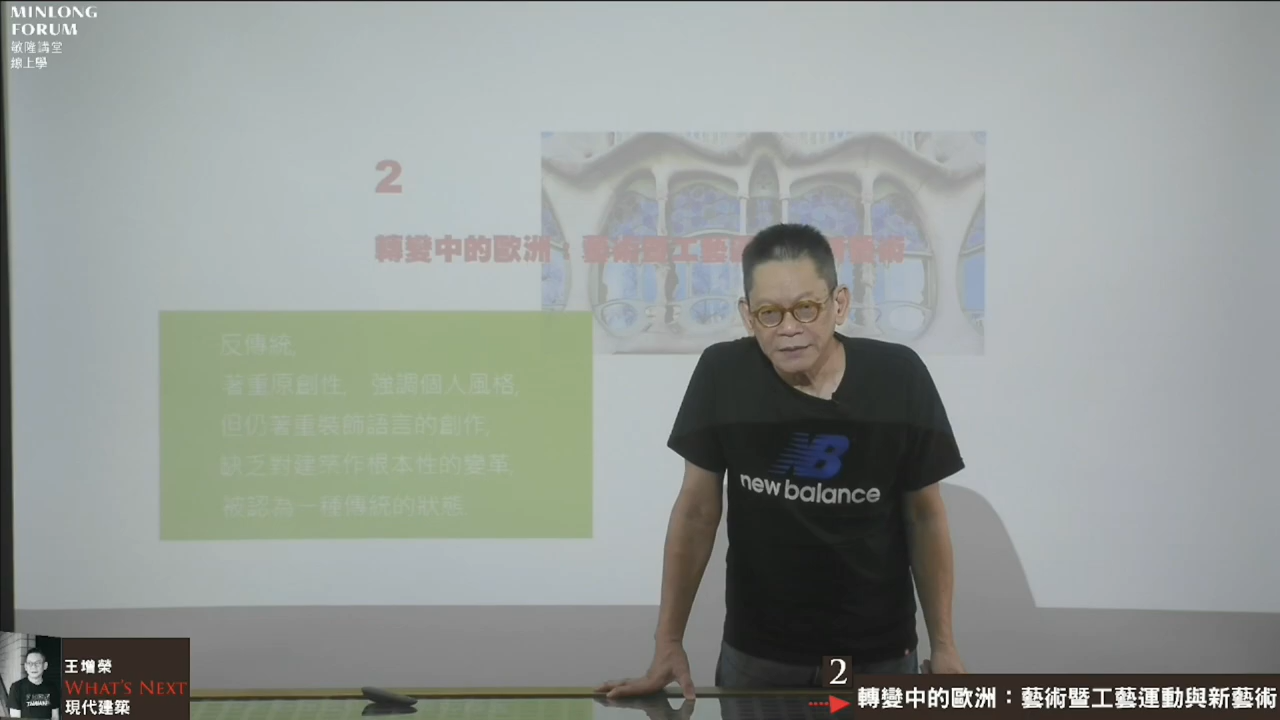 MINLONG
FORUM
敏隆講堂
線上學
2
轉變中的歐洲：藝術暨工藝
藝術
反傳統,
著重原創性, 強調個人風格,
但仍著重裝飾語言的創作,
缺乏對建築作根本性的變革,
被認為一種傳統的狀態
NB
new balance
王增榮
WHAT'S NEXT
現代建築
2
轉變中的歐洲：藝術暨工藝運動與新藝術